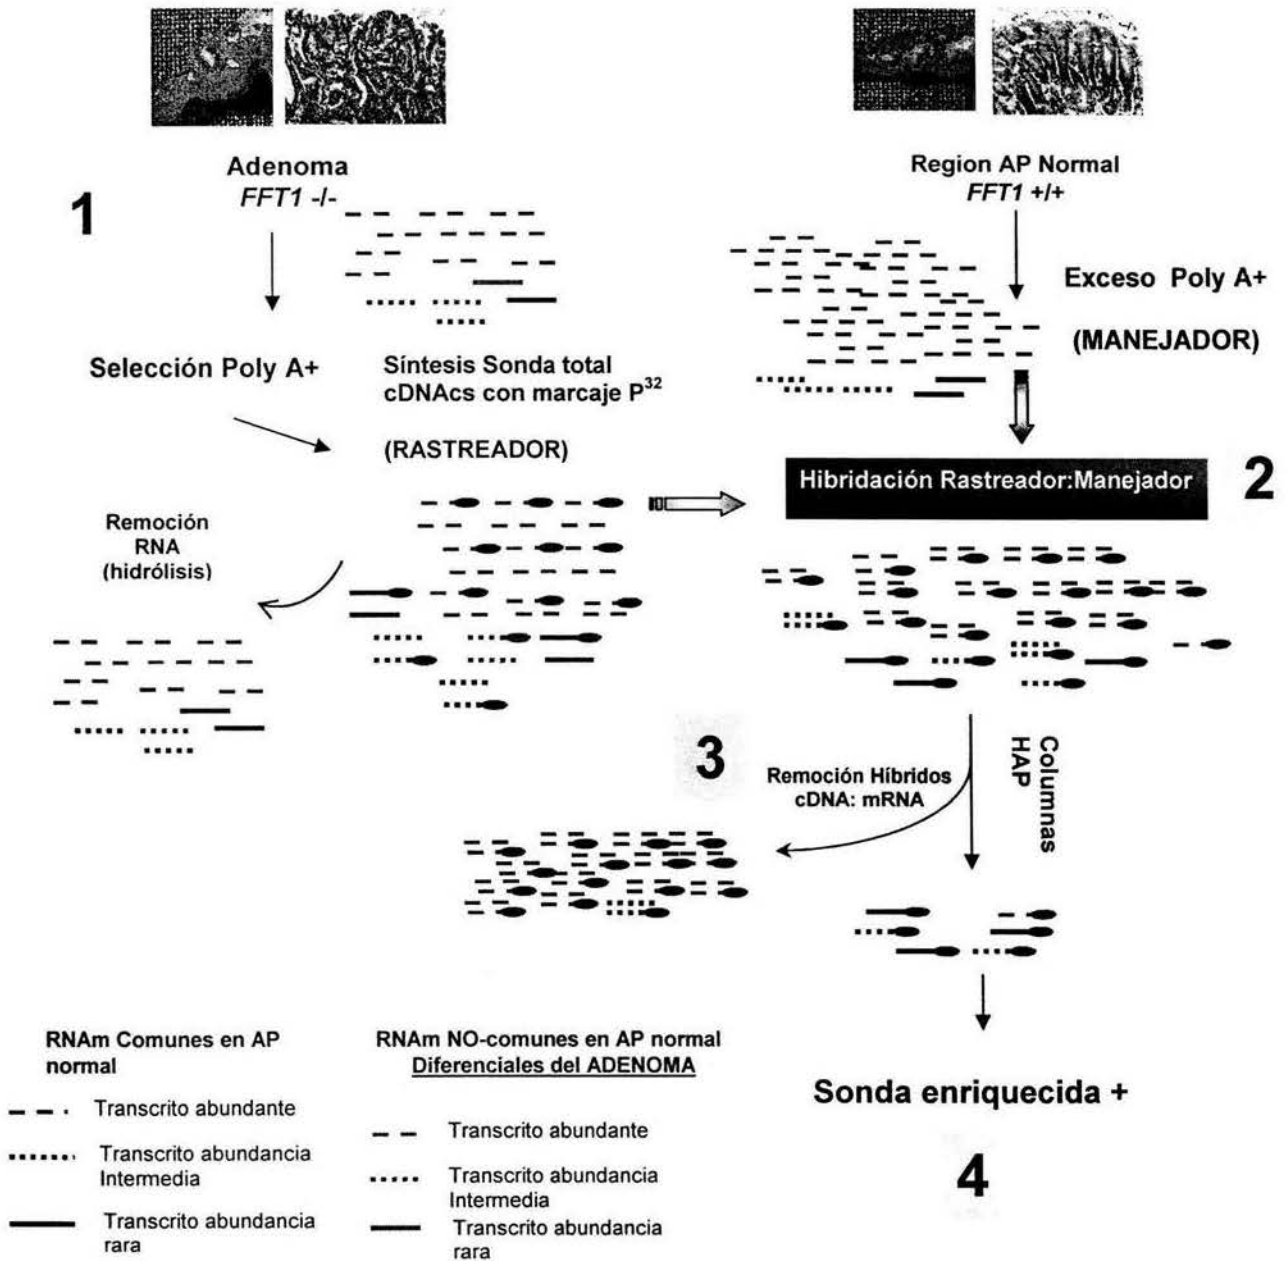 Adenoma
FFT1 -/-
1
Region AP Normal
FFT1 +/+
Exceso Poly A+
(MANEJADOR)
Selección Poly A+
Síntesis Sonda total
cDNAcs con marcaje P32
(RASTREADOR)
Hibridación Rastreador:Manejador
2
Remoción
RNA
(hidrólisis)
3
Remoción Híbridos
cDNA: mRNA
Columnas
HAP
RNAm Comunes en AP
normal
Transcrito abundante
Transcrito abundancia
Intermedia
Transcrito abundancia
rara
RNAm NO-comunes en AP normal
Diferenciales del ADENOMA
Transcrito abundante
Transcrito abundancia
Intermedia
Transcrito abundancia
rara
Sonda enriquecida +
4